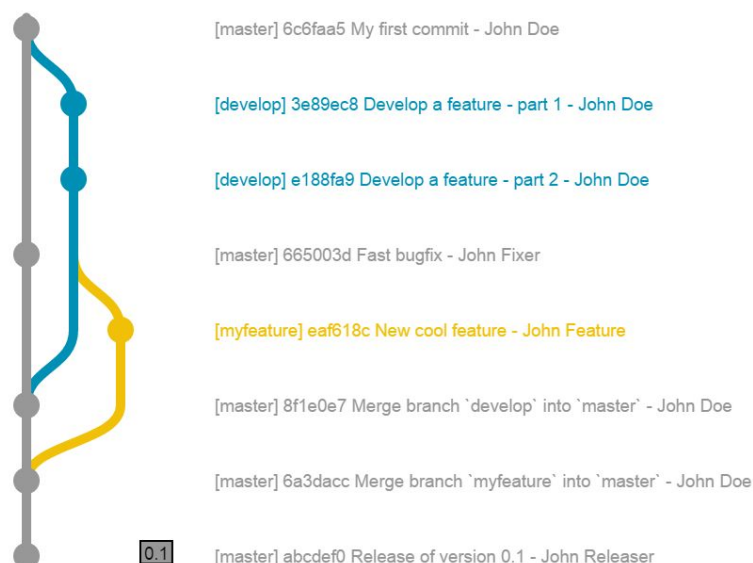 [master] 6c6faa5 My first commit - John Doe
[develop] 3e89ec8 Develop a feature - part 1 - John Doe
[develop] e188fa9 Develop a feature - part 2 - John Doe
[master] 665003d Fast bugfix - John Fixer
[myfeature] eaf618c New cool feature - John Feature
[master] 8f1e0e7 Merge branch `develop` into `master` - John Doe
[master] 6a3dacc Merge branch `myfeature` into `master` - John Doe
0.1 [master] abcdef0 Release of version 0.1 - John Releaser